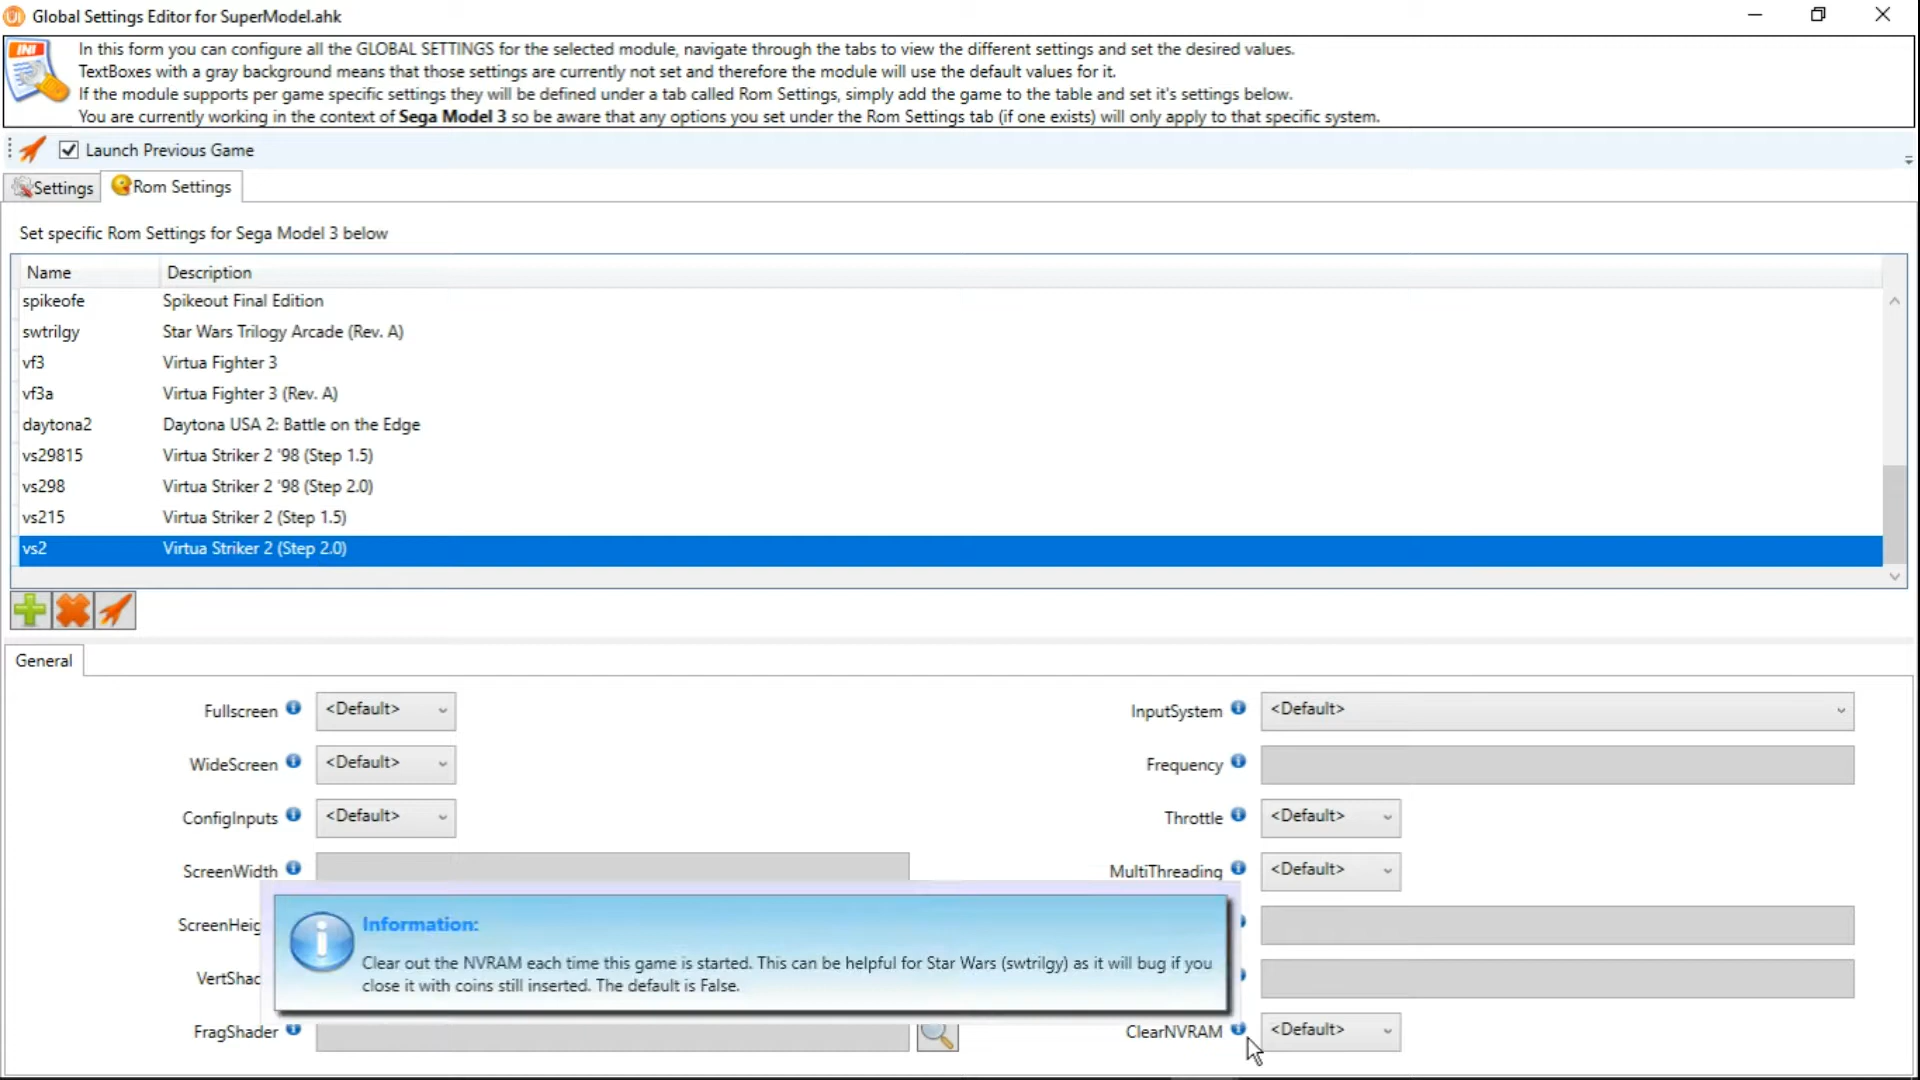 Global Settings Editor for SuperModel.ahk
INI
In this form you can configure all the GLOBAL SETTINGS for the selected module, navigate through the tabs to view the different settings and set the desired values.
TextBoxes with a gray background means that those settings are currently not set and therefore the module will use the default values for it.
If the module supports per game specific settings they will be defined under a tab called Rom Settings, simply add the game to the table and set it's settings below.
You are currently working in the context of Sega Model 3 so be aware that any options you set under the Rom Settings tab (if one exists) will only apply to that specific system.
Launch Previous Game
Settings Rom Settings
Set specific Rom Settings for Sega Model 3 below
Name Description
spikeofe Spikeout Final Edition
swtrilgy Star Wars Trilogy Arcade (Rev. A)
vf3 Virtua Fighter 3
vf3a Virtua Fighter 3 (Rev. A)
daytona2 Daytona USA 2: Battle on the Edge
vs29815 Virtua Striker 2 '98 (Step 1.5)
vs298 Virtua Striker 2 '98 (Step 2.0)
vs215 Virtua Striker 2 (Step 1.5)
vs2 Virtua Striker 2 (Step 2.0)
General
Fullscreen <Default> InputSystem <Default>
WideScreen <Default> Frequency
ConfigInputs <Default> Throttle <Default>
ScreenWidth MultiThreading <Default>
ScreenHeig
Information:
Clear out the NVRAM each time this game is started. This can be helpful for Star Wars (swtrilgy) as it will bug if you
close it with coins still inserted. The default is False.
VertShac
FragShader ClearNVRAM <Default>